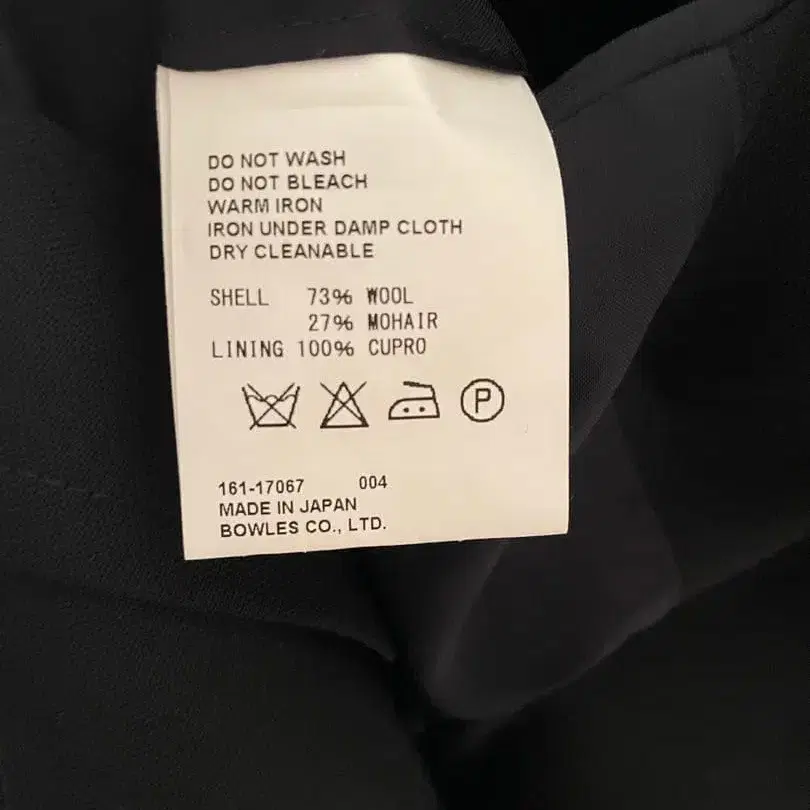 DO NOT WASH
DO NOT BLEACH
WARM IRON
IRON UNDER DAMP CLOTH
DRY CLEANABLE
SHELL 73% WOOL
27% MOHAIR
LINING 100% CUPRO
P
161-17067 004
MADE IN JAPAN
BOWLES CO., LTD.